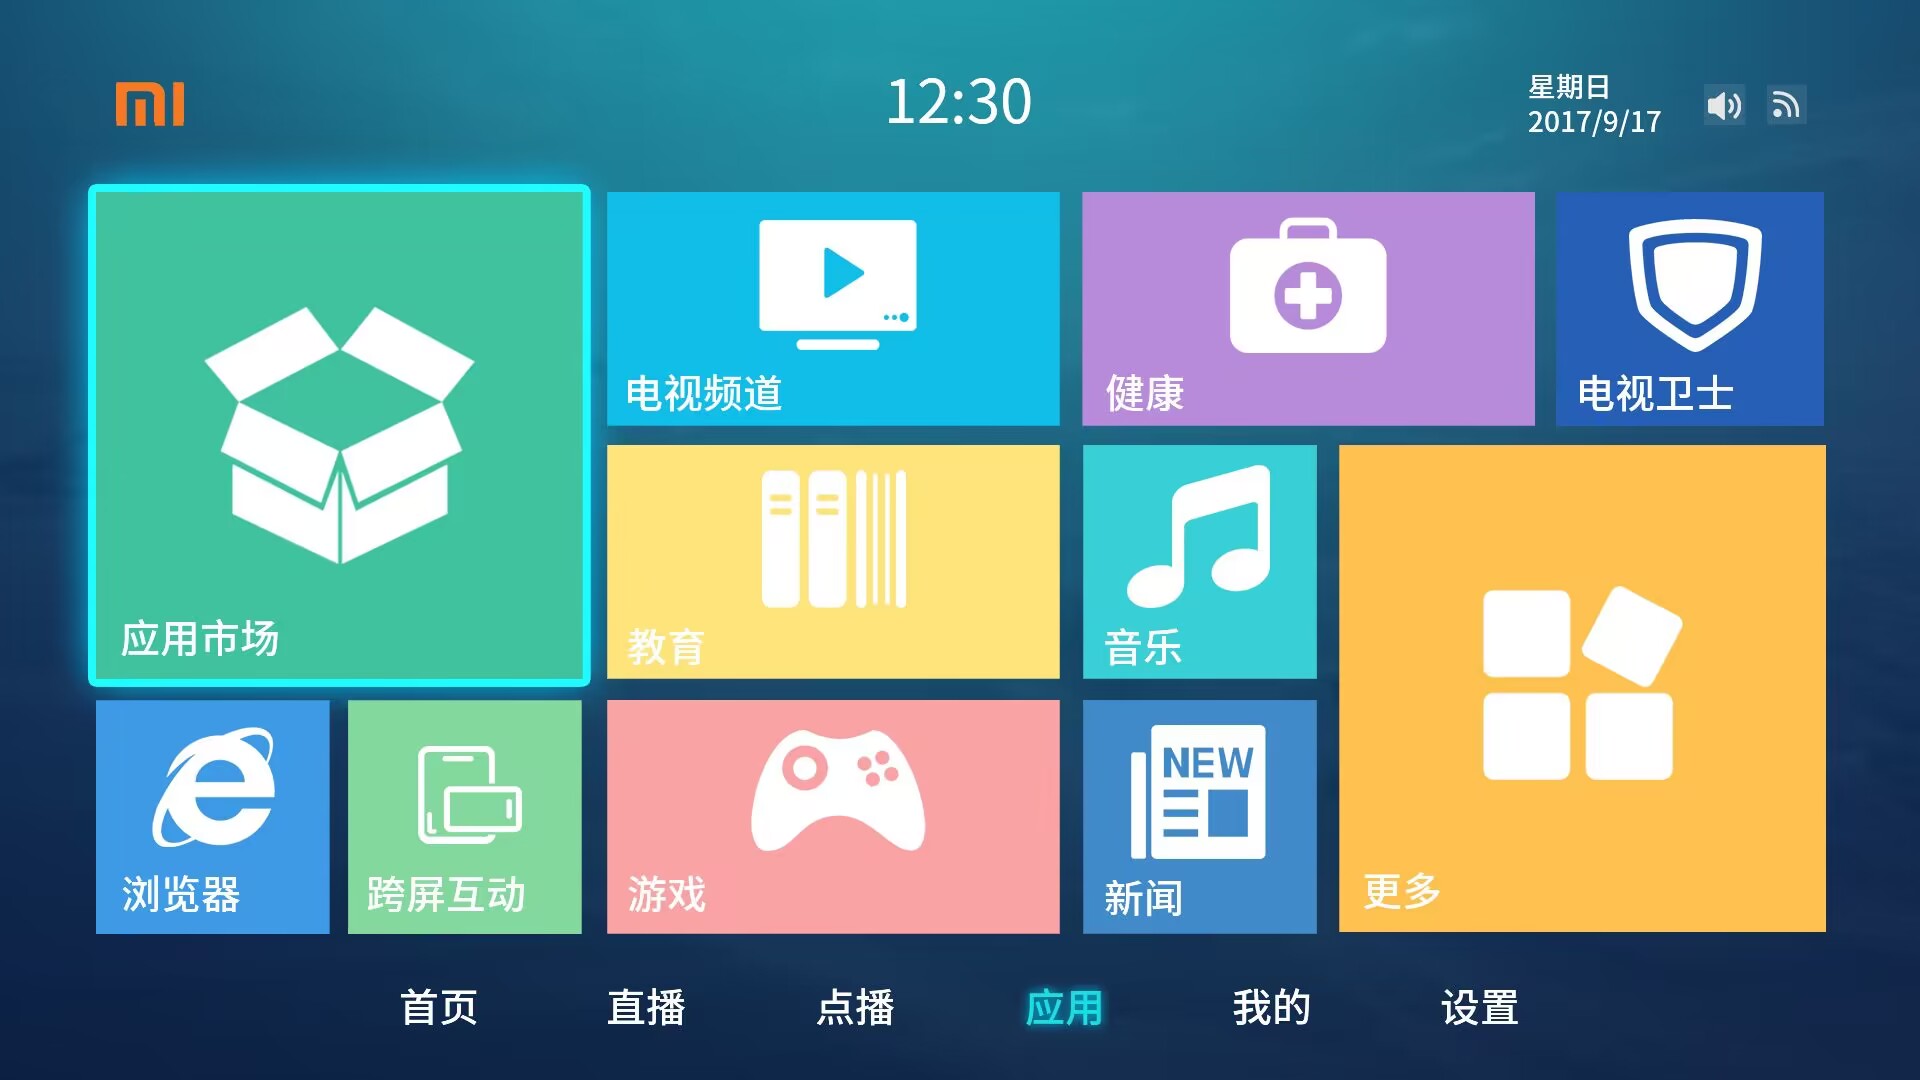 MI
12:30
星期日
2017/9/17
电视频道
健康
电视卫士
应用市场
教育
音乐
NEW
浏览器
跨屏互动
游戏
新闻
更多
首页
直播
点播
应用
我的
设置